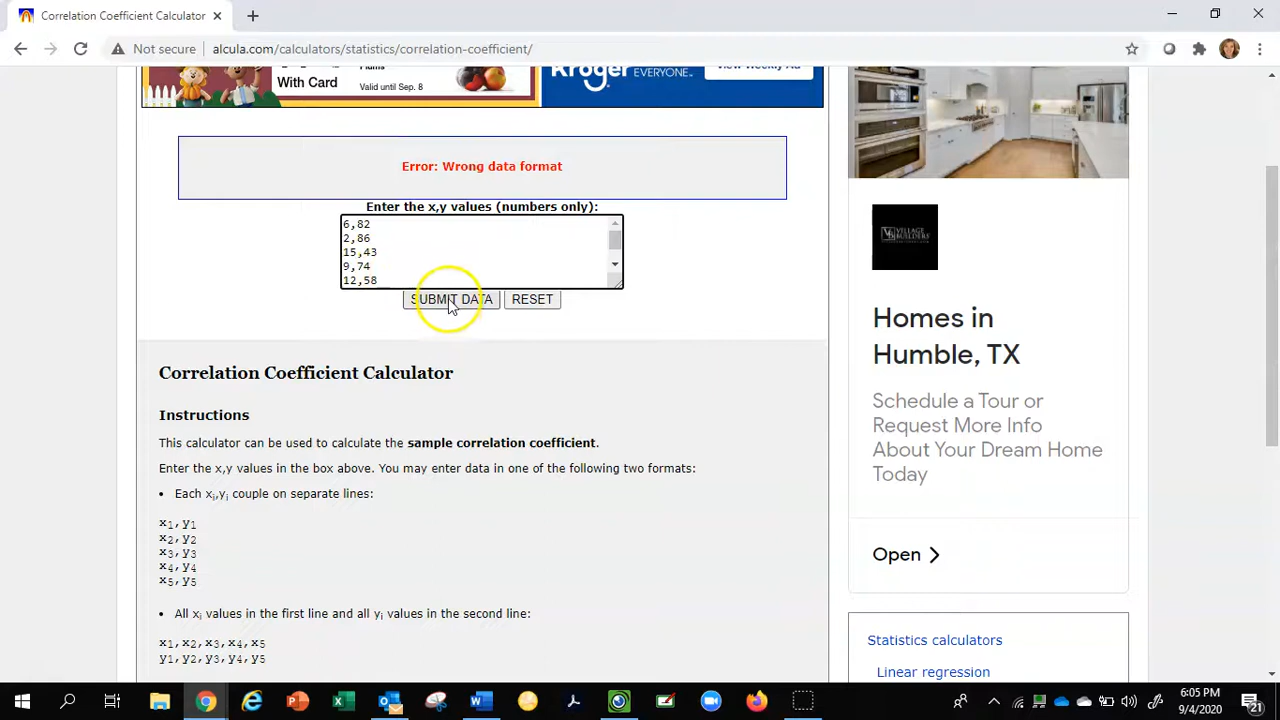 Correlation Coefficient Calculator
Not secure | alcula.com/calculators/statistics/correlation-coefficient/
With Card
Valid until Sep. 8
Kroger
EVERYONE™
View Weekly Ad
Error: Wrong data format
Enter the x,y values (numbers only):
6,82
2,86
15,43
9,74
12,58
SUBMIT DATA RESET
Correlation Coefficient Calculator
Instructions
This calculator can be used to calculate the sample correlation coefficient.
Enter the x,y values in the box above. You may enter data in one of the following two formats:
• Each xi,yi couple on separate lines:
x1,y1
x2,y2
x3,y3
x4,y4
x5,y5
• All xi values in the first line and all yi values in the second line:
x1,x2,x3,x4,x5
y1,y2,y3,y4,y5
VILLAGE BUILDERS
Homes in
Humble, TX
Schedule a Tour or
Request More Info
About Your Dream Home
Today
Open
Statistics calculators
Linear regression
6:05 PM
9/4/2020
21